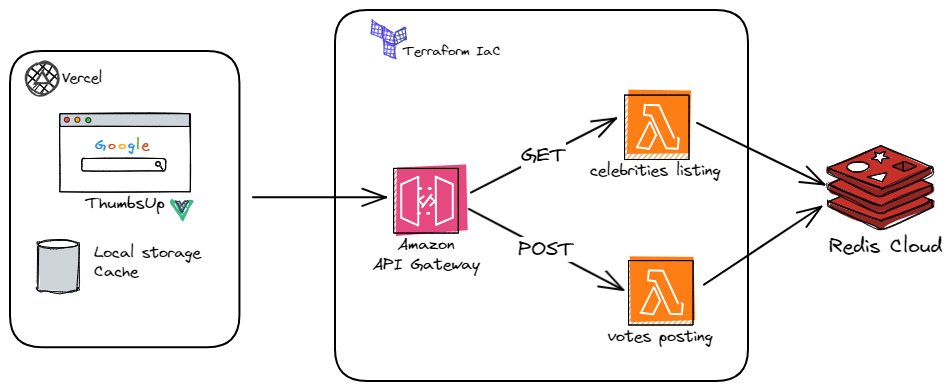 Vercel
Google
ThumbsUp
Local storage
Cache
Terraform IaC
Amazon
API Gateway
GET
POST
celebrities listing
votes posting
Redis Cloud